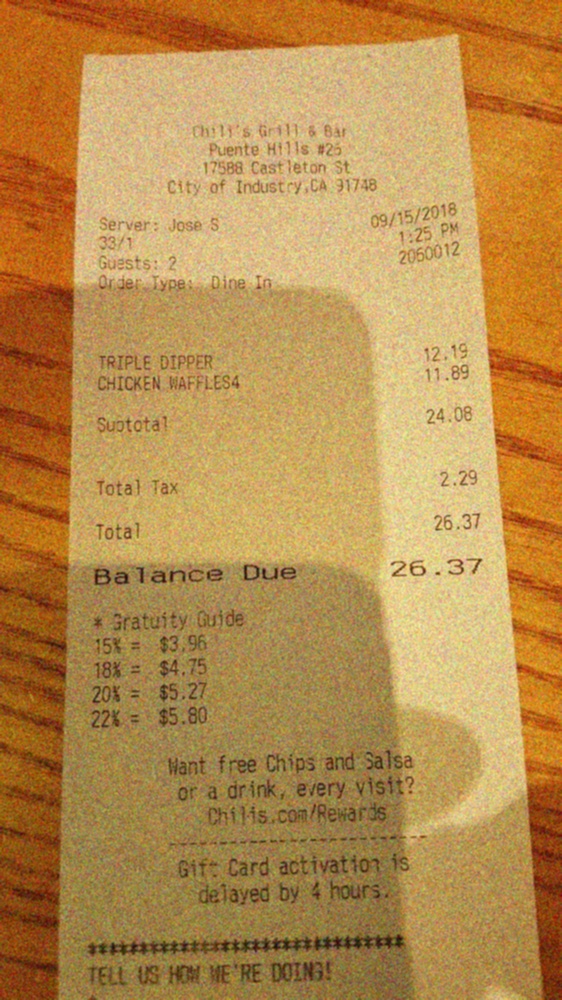 Chili's Grill & Bar
Puente Hills #26
17588 Castleton St
City of Industry,CA 91748
Server: Jose S 09/15/2018
33/1 1:25 PM
Guests: 2 2060012
Order Type: Dine In
TRIPLE DIPPER 12.19
CHICKEN WAFFLES4 11.89
Subtotal 24.08
Total Tax 2.29
Total 26.37
Balance Due 26.37
* Gratuity Guide
15% = $3.96
18% = $4.75
20% = $5.27
22% = $5.80
Want free Chips and Salsa
or a drink, every visit?
Chilis.com/Rewards
--------------------------------
Gift Card activation is
delayed by 4 hours.
********************************
TELL US HOW WE'RE DOING!